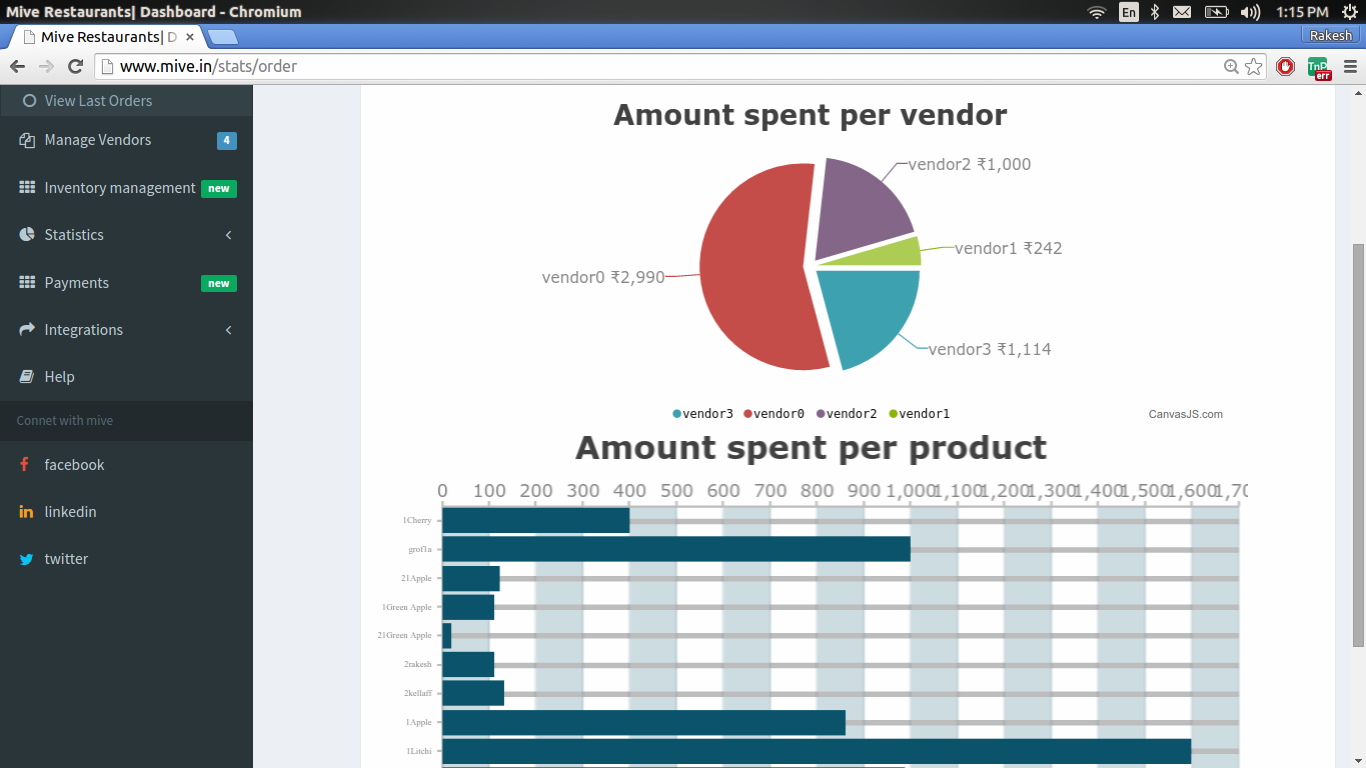 Mive Restaurants| Dashboard - Chromium
En
1:15 PM
Mive Restaurants| D
Rakesh
www.mive.in/stats/order
TnP
err
View Last Orders
Manage Vendors 4
Inventory management new
Statistics
Payments new
Integrations
Help
Connet with mive
facebook
linkedin
twitter
Amount spent per vendor
vendor2 ₹1,000
vendor1 ₹242
vendor0 ₹2,990
vendor3 ₹1,114
vendor3 vendor0 vendor2 vendor1
CanvasJS.com
Amount spent per product
0 100 200 300 400 500 600 700 800 900 1,000 1,100 1,200 1,300 1,400 1,500 1,600 1,70
1Cherry
grof1a
21Apple
1Green Apple
21Green Apple
2rakesh
2kellaff
1Apple
1Litchi